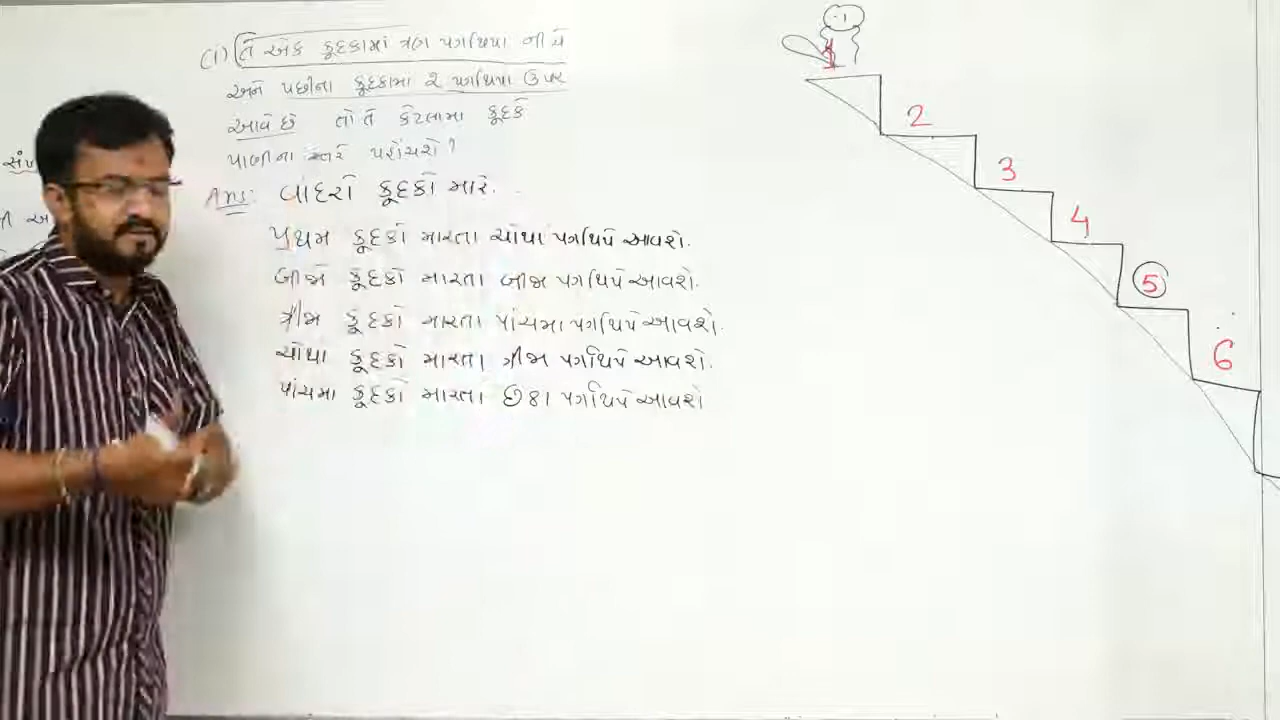 (i) તે એક કૂદકામાં ત્રણ પગથિયા નીચે
અને પછીના કૂદકામાં 2 પગથિયા ઉપર
આવે છે તો તે કેટલામા કૂદકે
પાણીના સ્તરે પહોંચશે?
Ans: વાદરો કૂદકો મારે.
પ્રથમ કૂદકો મારતા ચોથા પગથિપે આવશે.
બીજો કૂદકો મારતા બીજા પગથિપે આવશે.
ત્રીજા કૂદકો મારતા પાંચમા પગથિપે આવશે.
ચોથા કૂદકો મારતા ત્રીજા પગથિપે આવશે.
પાંચમા કૂદકો મારતા છઠ્ઠા પગથિપે આવશે
1
2
3
4
5
6